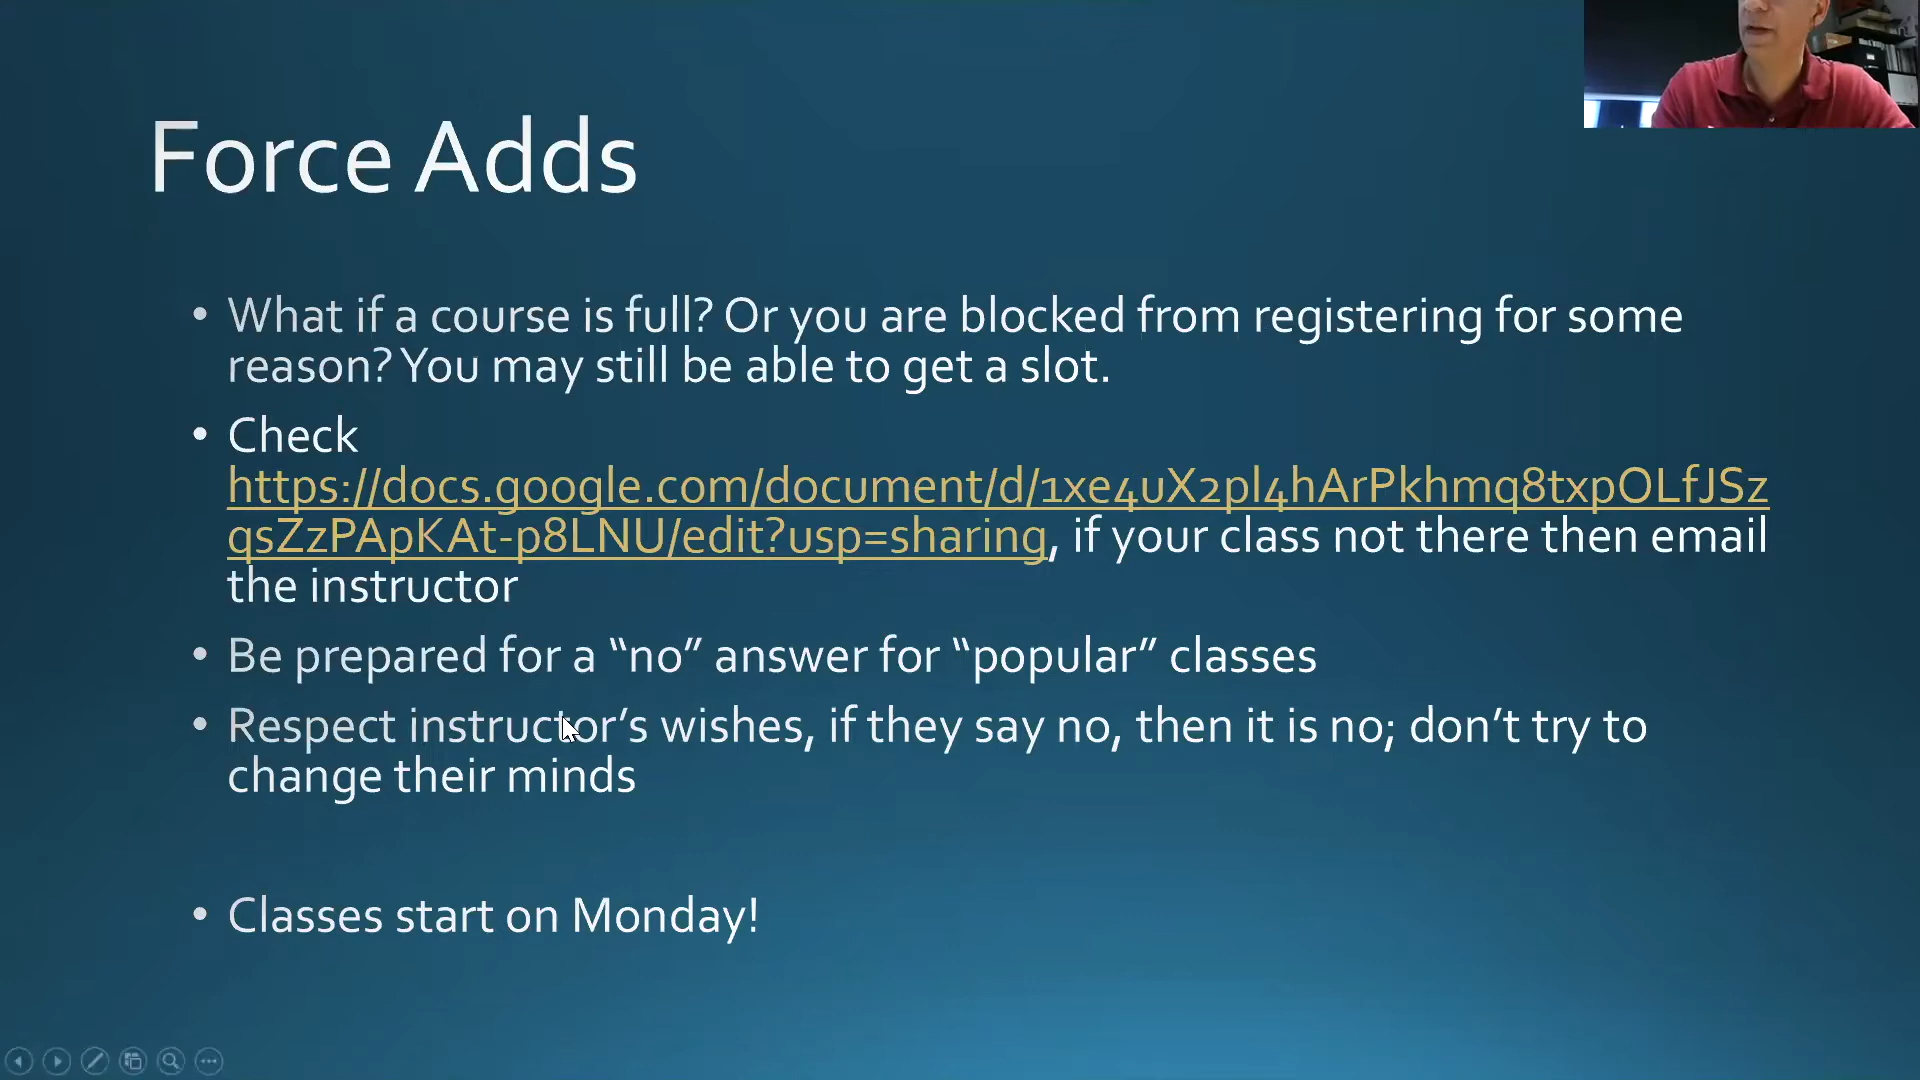 Force Adds
• What if a course is full? Or you are blocked from registering for some
reason? You may still be able to get a slot.
• Check
https://docs.google.com/document/d/1xe4uX2pl4hArPkhmq8txpOLfJSz
qsZzPApKAt-p8LNU/edit?usp=sharing, if your class not there then email
the instructor
• Be prepared for a “no” answer for “popular” classes
• Respect instructor’s wishes, if they say no, then it is no; don’t try to
change their minds
• Classes start on Monday!